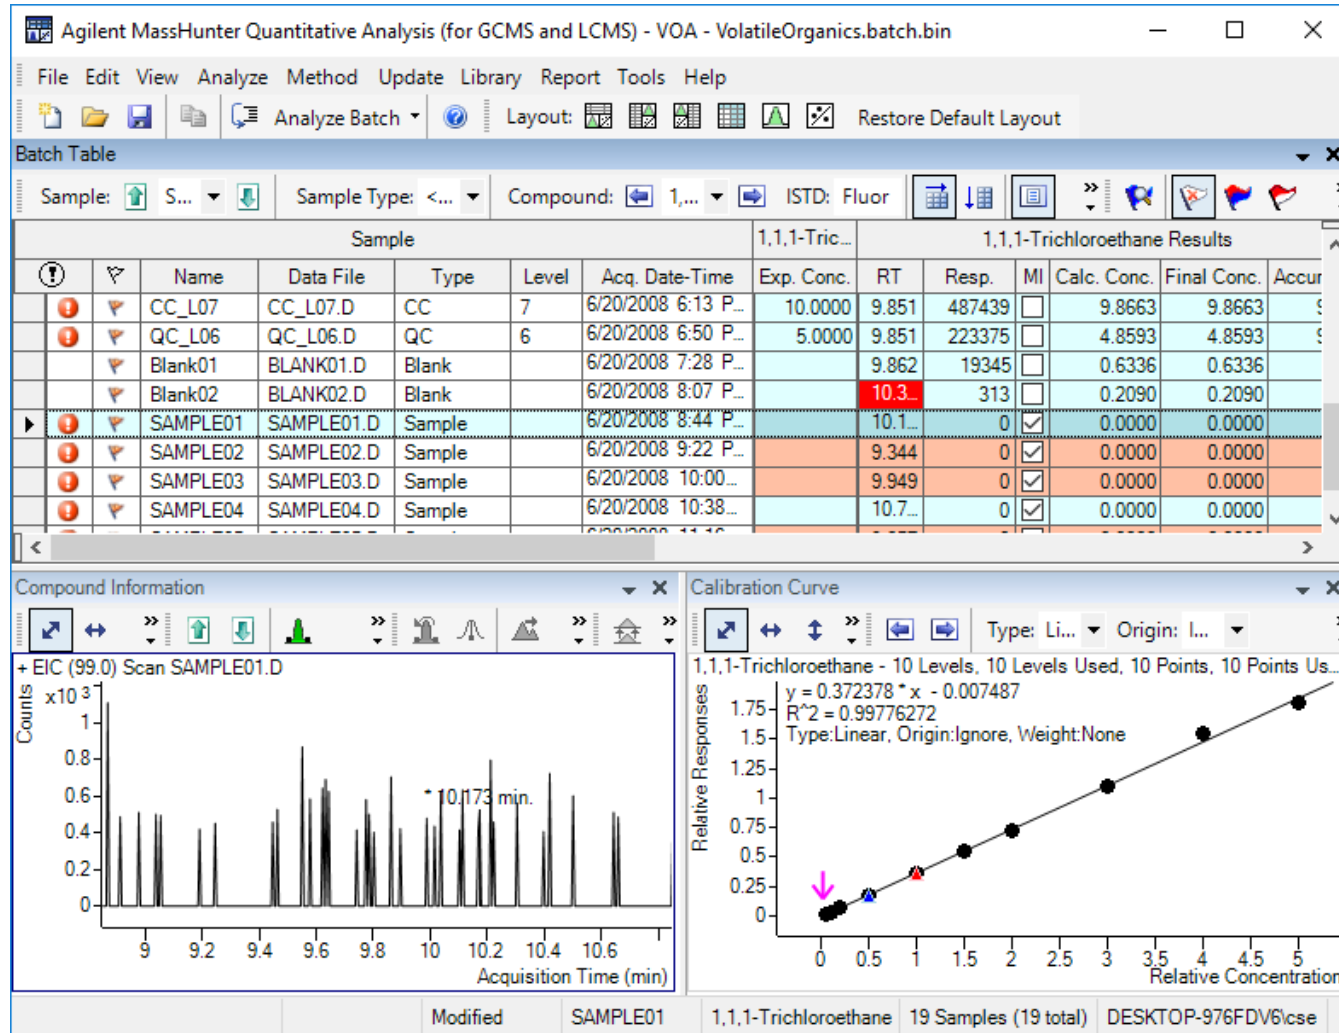 Agilent MassHunter Quantitative Analysis (for GCMS and LCMS) - VOA - VolatileOrganics.batch.bin
File Edit View Analyze Method Update Library Report Tools Help
Analyze Batch Layout: Restore Default Layout
Batch Table
Sample: S... Sample Type: <... Compound: 1,... ISTD: Fluor
Sample 1,1,1-Tric... 1,1,1-Trichloroethane Results
Name Data File Type Level Acq. Date-Time Exp. Conc. RT Resp. MI Calc. Conc. Final Conc. Accur
CC_L07 CC_L07.D CC 7 6/20/2008 6:13 P... 10.0000 9.851 487439 9.8663 9.8663
QC_L06 QC_L06.D QC 6 6/20/2008 6:50 P... 5.0000 9.851 223375 4.8593 4.8593
Blank01 BLANK01.D Blank 6/20/2008 7:28 P... 9.862 19345 0.6336 0.6336
Blank02 BLANK02.D Blank 6/20/2008 8:07 P... 10.3... 313 0.2090 0.2090
SAMPLE01 SAMPLE01.D Sample 6/20/2008 8:44 P... 10.1... 0 0.0000 0.0000
SAMPLE02 SAMPLE02.D Sample 6/20/2008 9:22 P... 9.344 0 0.0000 0.0000
SAMPLE03 SAMPLE03.D Sample 6/20/2008 10:00... 9.949 0 0.0000 0.0000
SAMPLE04 SAMPLE04.D Sample 6/20/2008 10:38... 10.7... 0 0.0000 0.0000
Compound Information
+ EIC (99.0) Scan SAMPLE01.D
Counts
x10 3
1
0.8
0.6
0.4
0.2
0
* 10.173 min.
9 9.2 9.4 9.6 9.8 10 10.2 10.4 10.6
Acquisition Time (min)
Calibration Curve
Type: Li... Origin: I...
1,1,1-Trichloroethane - 10 Levels, 10 Levels Used, 10 Points, 10 Points Us...
Relative Responses
y = 0.372378 * x - 0.007487
R^2 = 0.99776272
Type:Linear, Origin:Ignore, Weight:None
1.75
1.5
1.25
1
0.75
0.5
0.25
0
0 0.5 1 1.5 2 2.5 3 3.5 4 4.5 5
Relative Concentration
Modified SAMPLE01 1,1,1-Trichloroethane 19 Samples (19 total) DESKTOP-976FDV6\cse